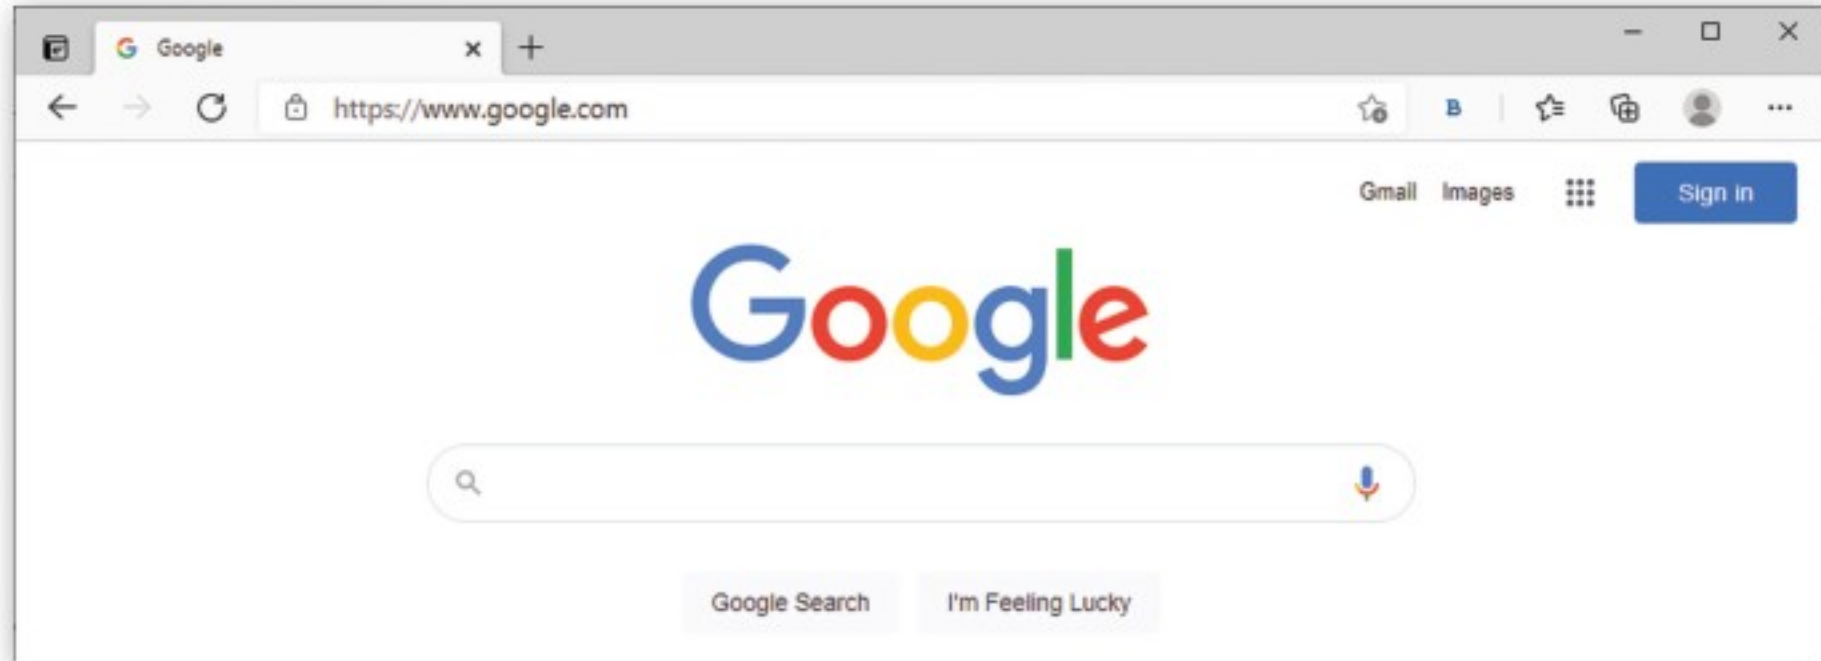 Google
https://www.google.com
B
Gmail Images Sign in
Google
Google Search I'm Feeling Lucky